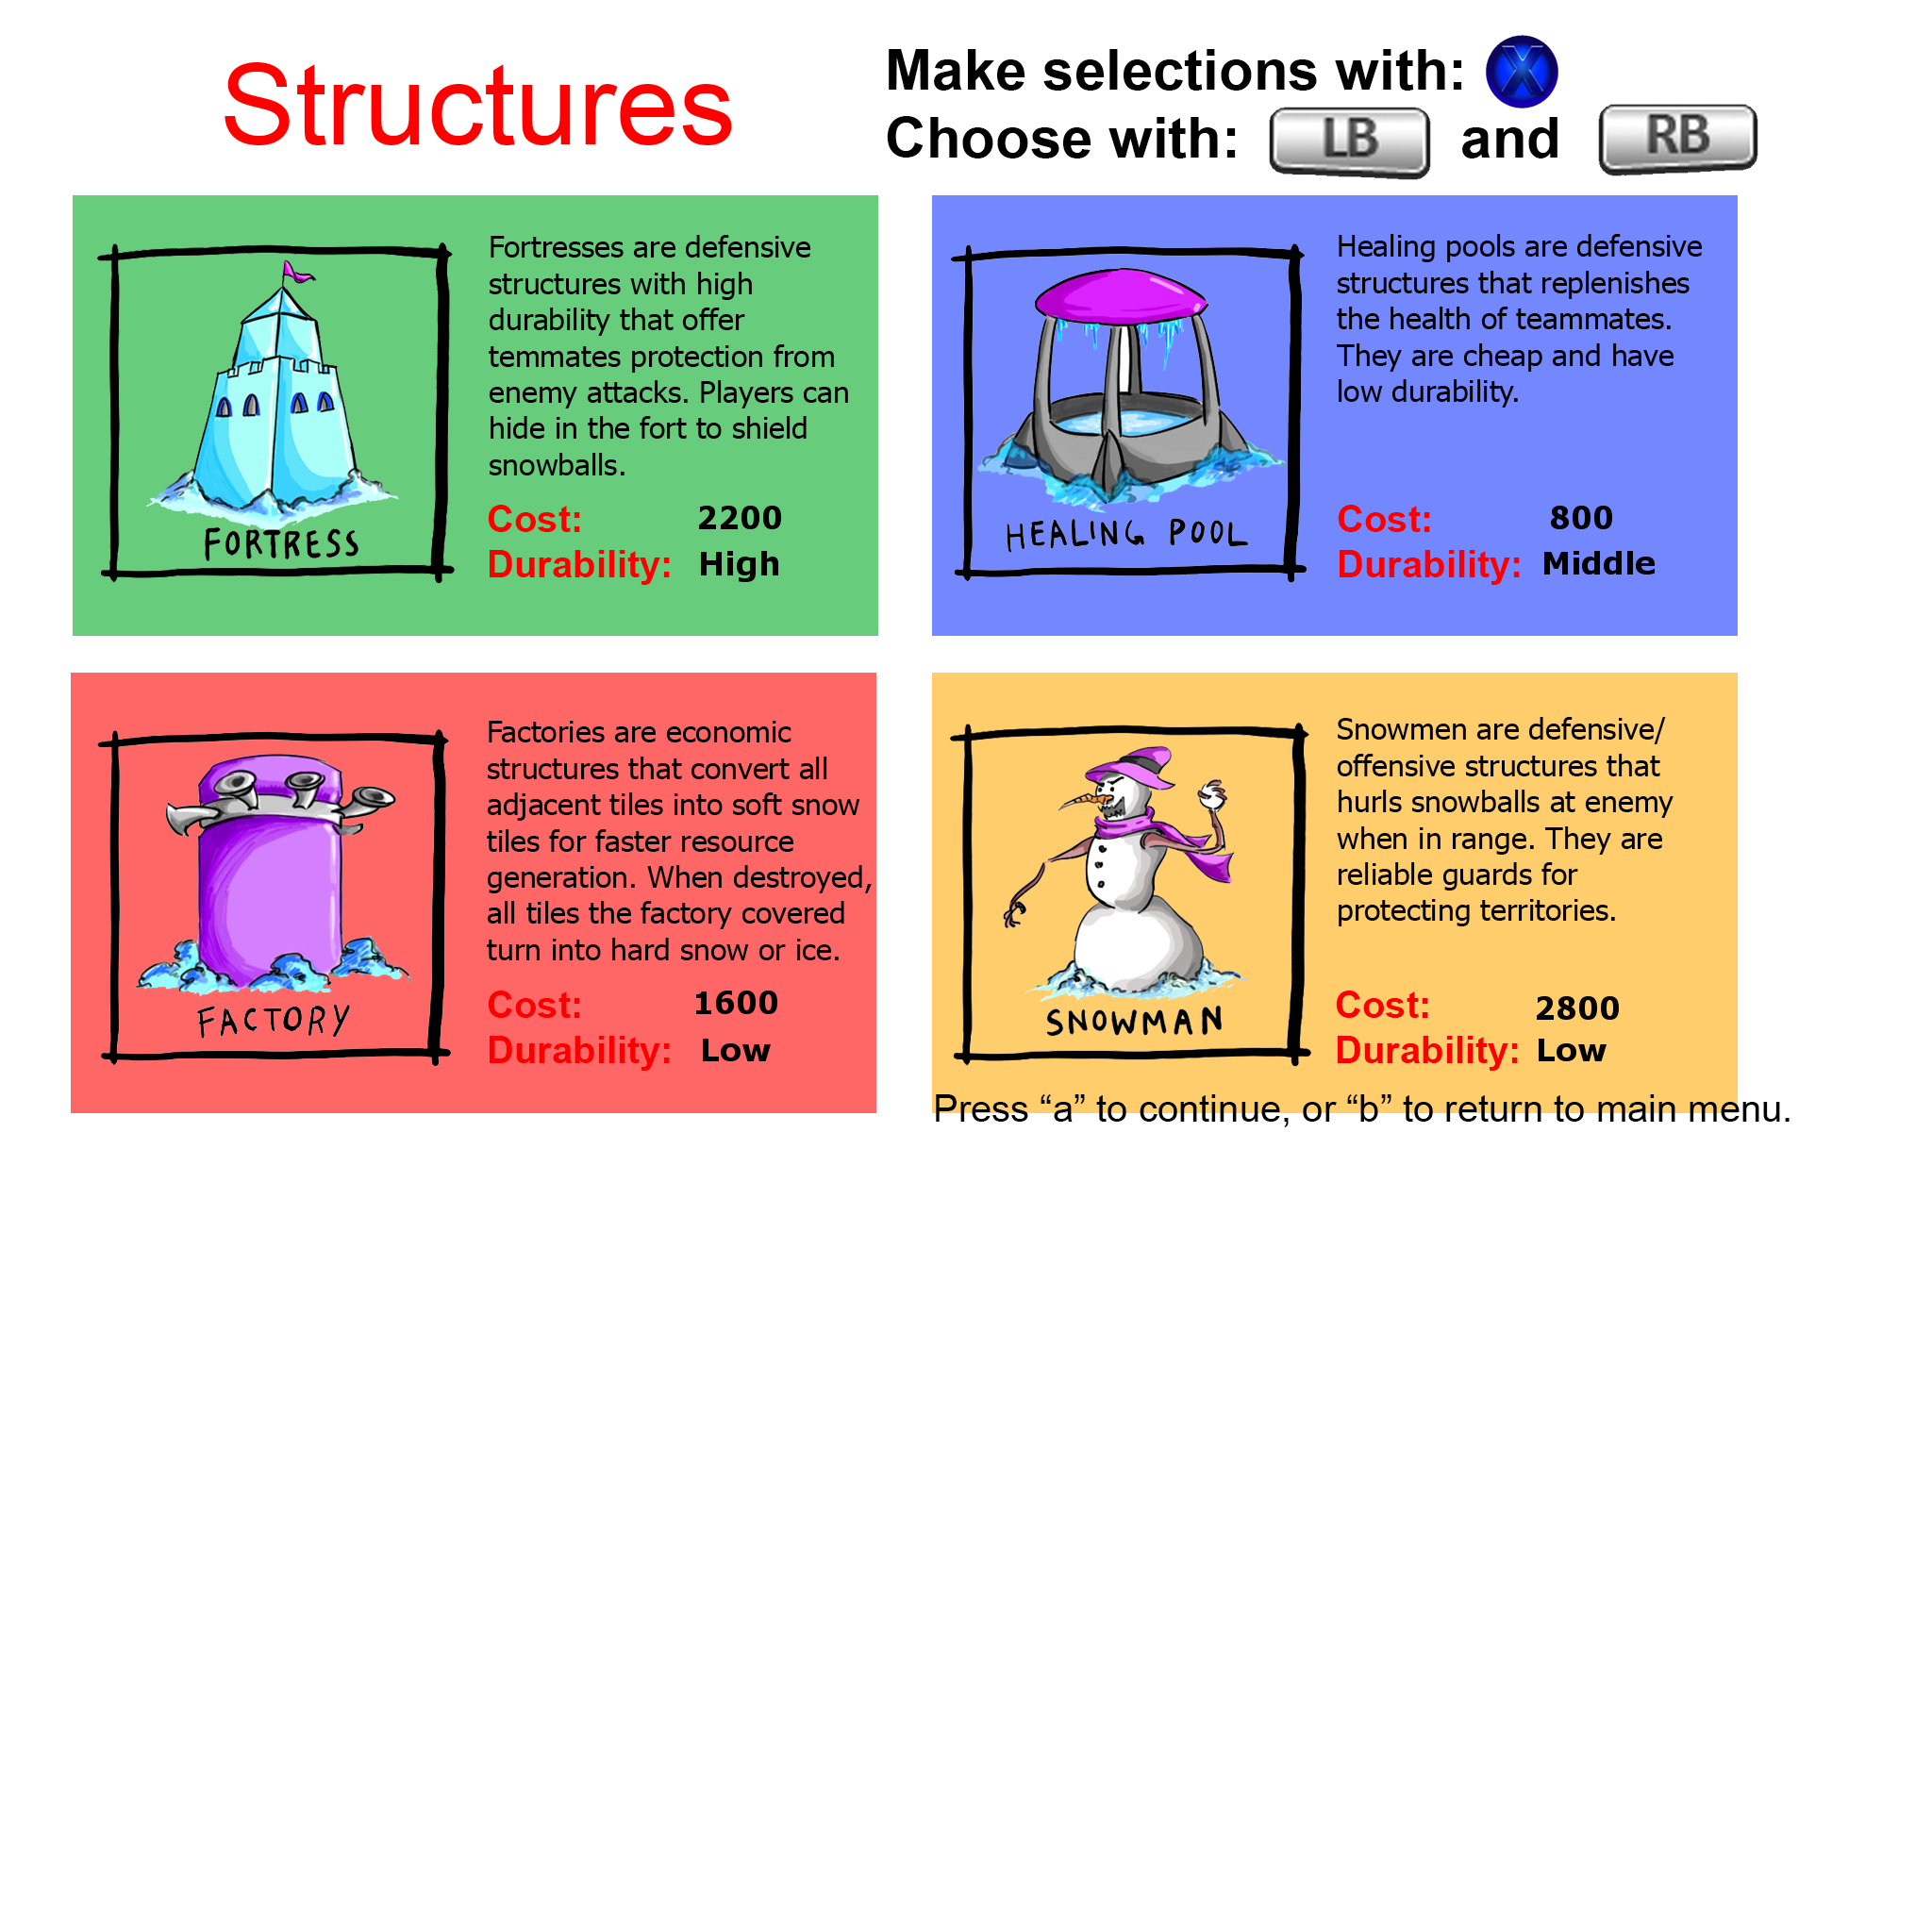 Structures
Make selections with: X
Choose with: LB and RB
Fortresses are defensive
structures with high
durability that offer
temmates protection from
enemy attacks. Players can
hide in the fort to shield
snowballs.
Cost: 2200
Durability: High
FORTRESS
Healing pools are defensive
structures that replenishes
the health of teammates.
They are cheap and have
low durability.
Cost: 800
Durability: Middle
HEALING POOL
Factories are economic
structures that convert all
adjacent tiles into soft snow
tiles for faster resource
generation. When destroyed,
all tiles the factory covered
turn into hard snow or ice.
Cost: 1600
Durability: Low
FACTORY
Snowmen are defensive/
offensive structures that
hurls snowballs at enemy
when in range. They are
reliable guards for
protecting territories.
Cost: 2800
Durability: Low
SNOWMAN
Press “a” to continue, or “b” to return to main menu.